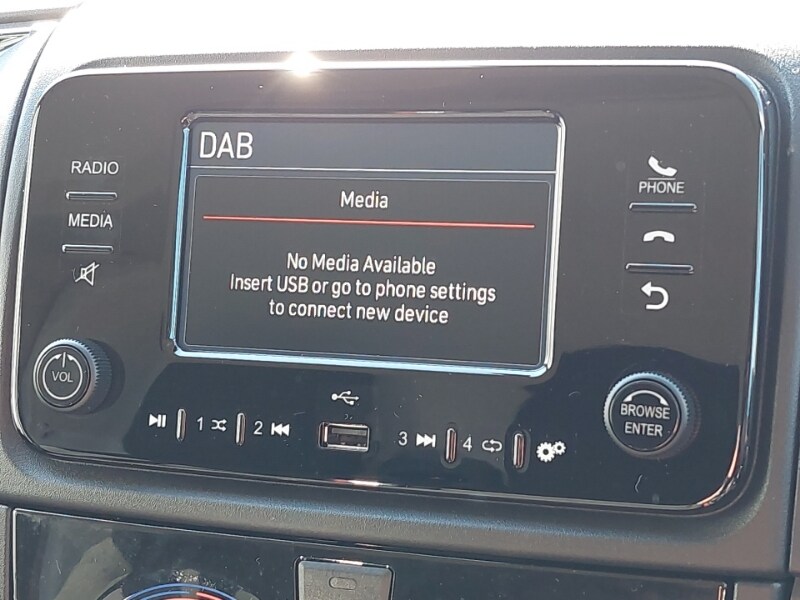 DAB
RADIO
MEDIA
Media
No Media Available
Insert USB or go to phone settings
to connect new device
PHONE
VOL
1
2
3
4
BROWSE
ENTER